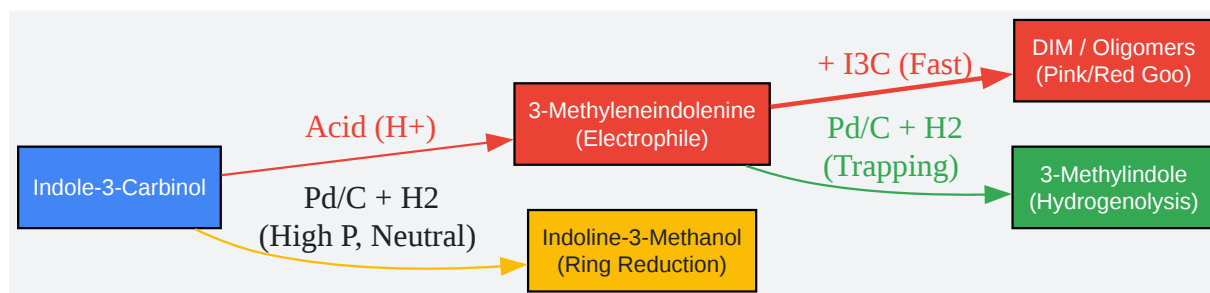 Indole-3-Carbinol
Acid (H+)
Pd/C + H2
(High P, Neutral)
3-Methyleneindolenine
(Electrophile)
Indoline-3-Methanol
(Ring Reduction)
+ I3C (Fast)
Pd/C + H2
(Trapping)
DIM / Oligomers
(Pink/Red Goo)
3-Methylindole
(Hydrogenolysis)